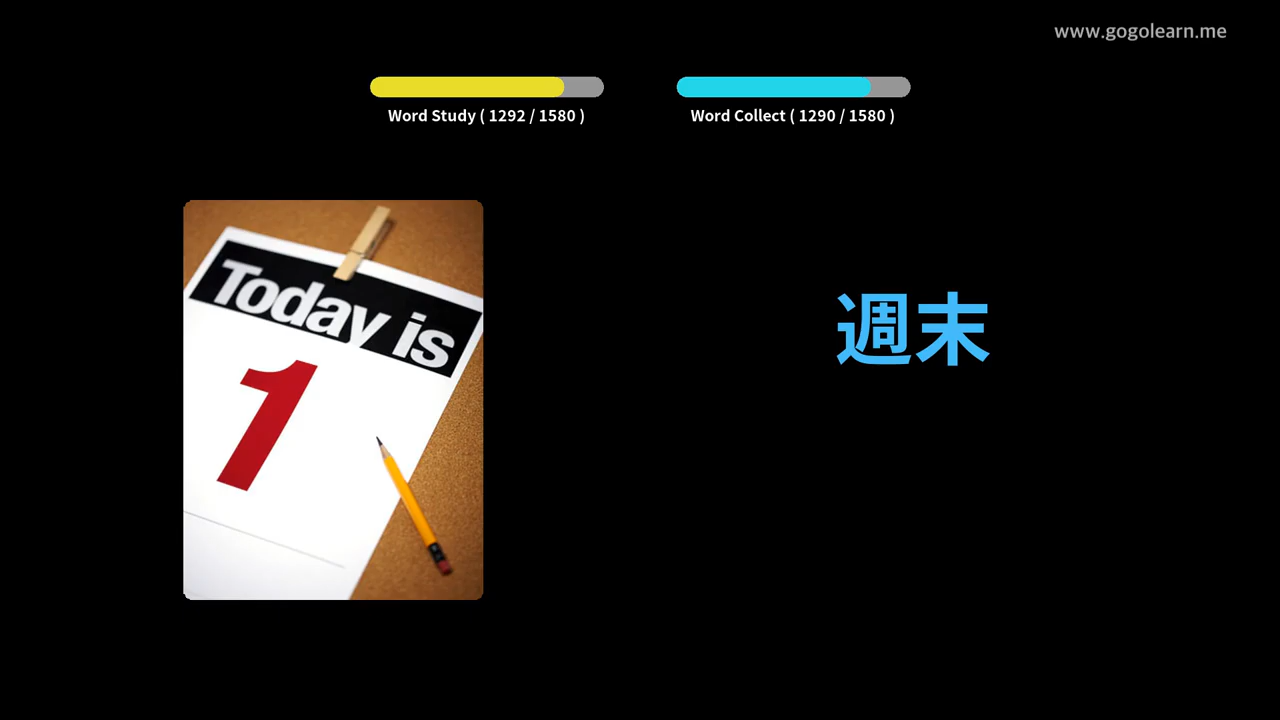 www.gogolearn.me
Word Study ( 1292 / 1580 )
Word Collect ( 1290 / 1580 )
Today is
1
週末